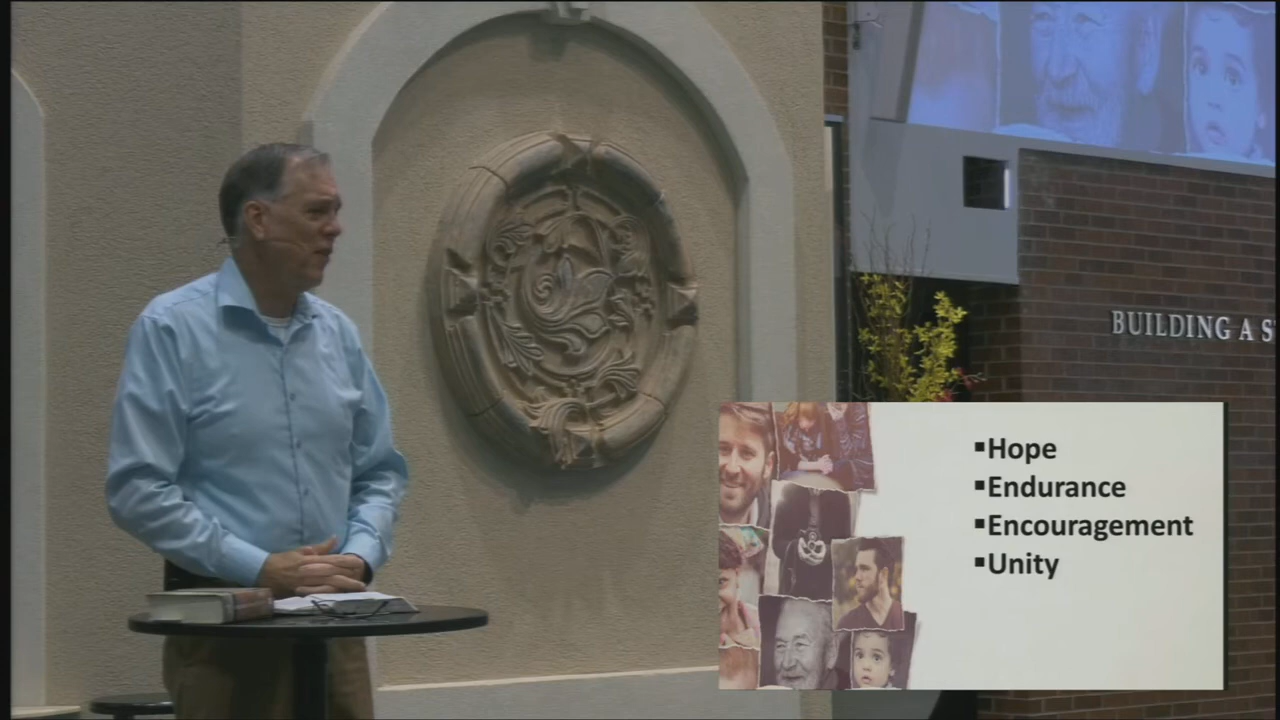 BUILDING A
▪Hope
▪Endurance
▪Encouragement
▪Unity